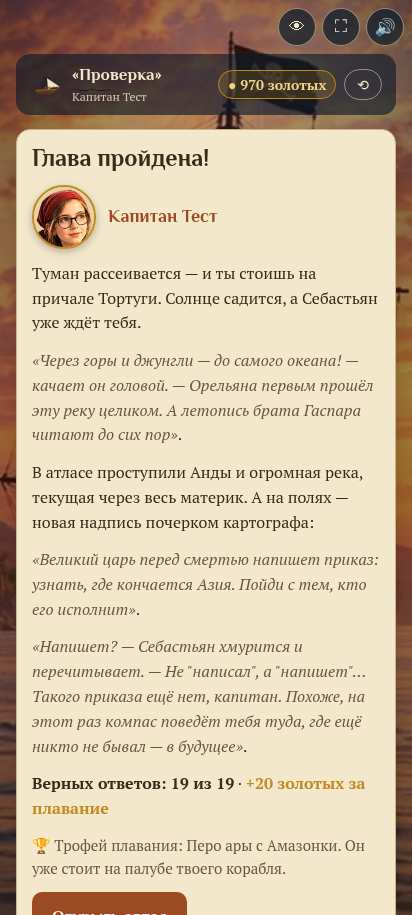 «Проверка»
Капитан Тест
● 970 золотых
Глава пройдена!
Капитан Тест
Туман рассеивается — и ты стоишь на
причале Тортуги. Солнце садится, а Себастьян
уже ждёт тебя.
«Через горы и джунгли — до самого океана! —
качает он головой. — Орельяна первым прошёл
эту реку целиком. А летопись брата Гаспара
читают до сих пор».
В атласе проступили Анды и огромная река,
текущая через весь материк. А на полях —
новая надпись почерком картографа:
«Великий царь перед смертью напишет приказ:
узнать, где кончается Азия. Пойди с тем, кто
его исполнит».
«Напишет? — Себастьян хмурится и
перечитывает. — Не "написал", а "напишет"…
Такого приказа ещё нет, капитан. Похоже, на
этот раз компас поведёт тебя туда, где ещё
никто не бывал — в будущее».
Верных ответов: 19 из 19 · +20 золотых за
плавание
🏆 Трофей плавания: Перо ары с Амазонки. Он
уже стоит на палубе твоего корабля.